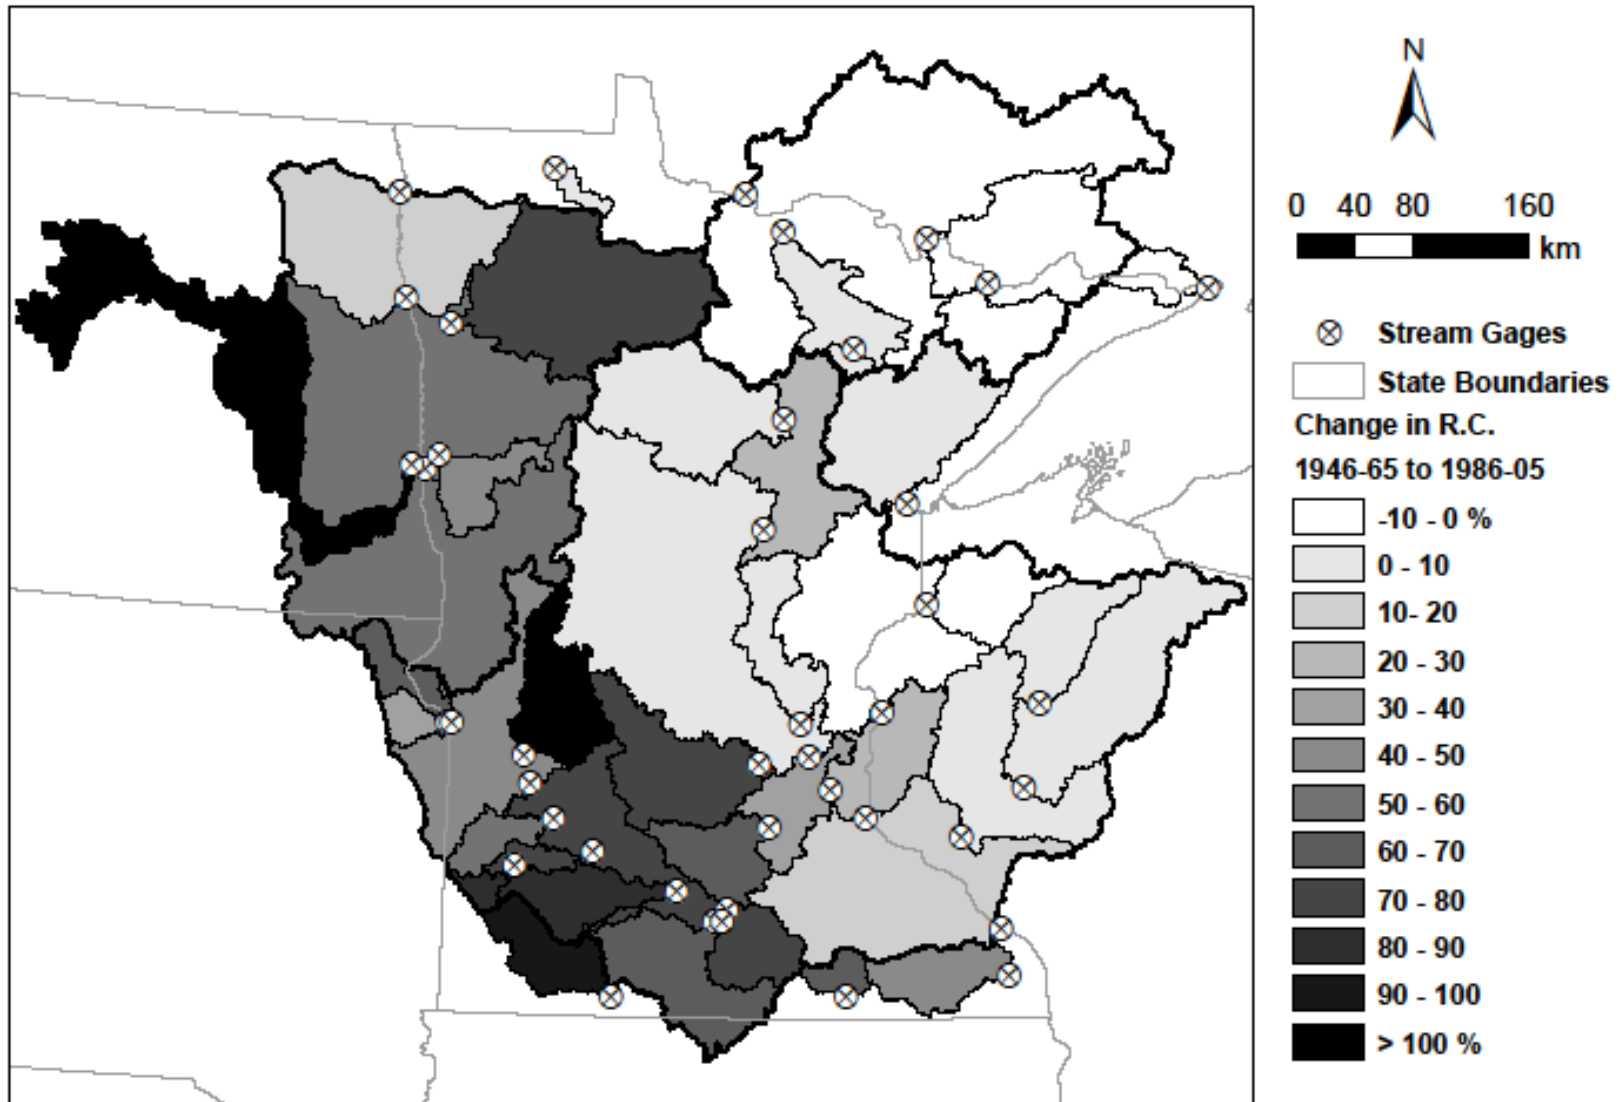 N
0 40 80 160
km
Stream Gages
State Boundaries
Change in R.C.
1946-65 to 1986-05
-10 - 0 %
0 - 10
10- 20
20 - 30
30 - 40
40 - 50
50 - 60
60 - 70
70 - 80
80 - 90
90 - 100
> 100 %